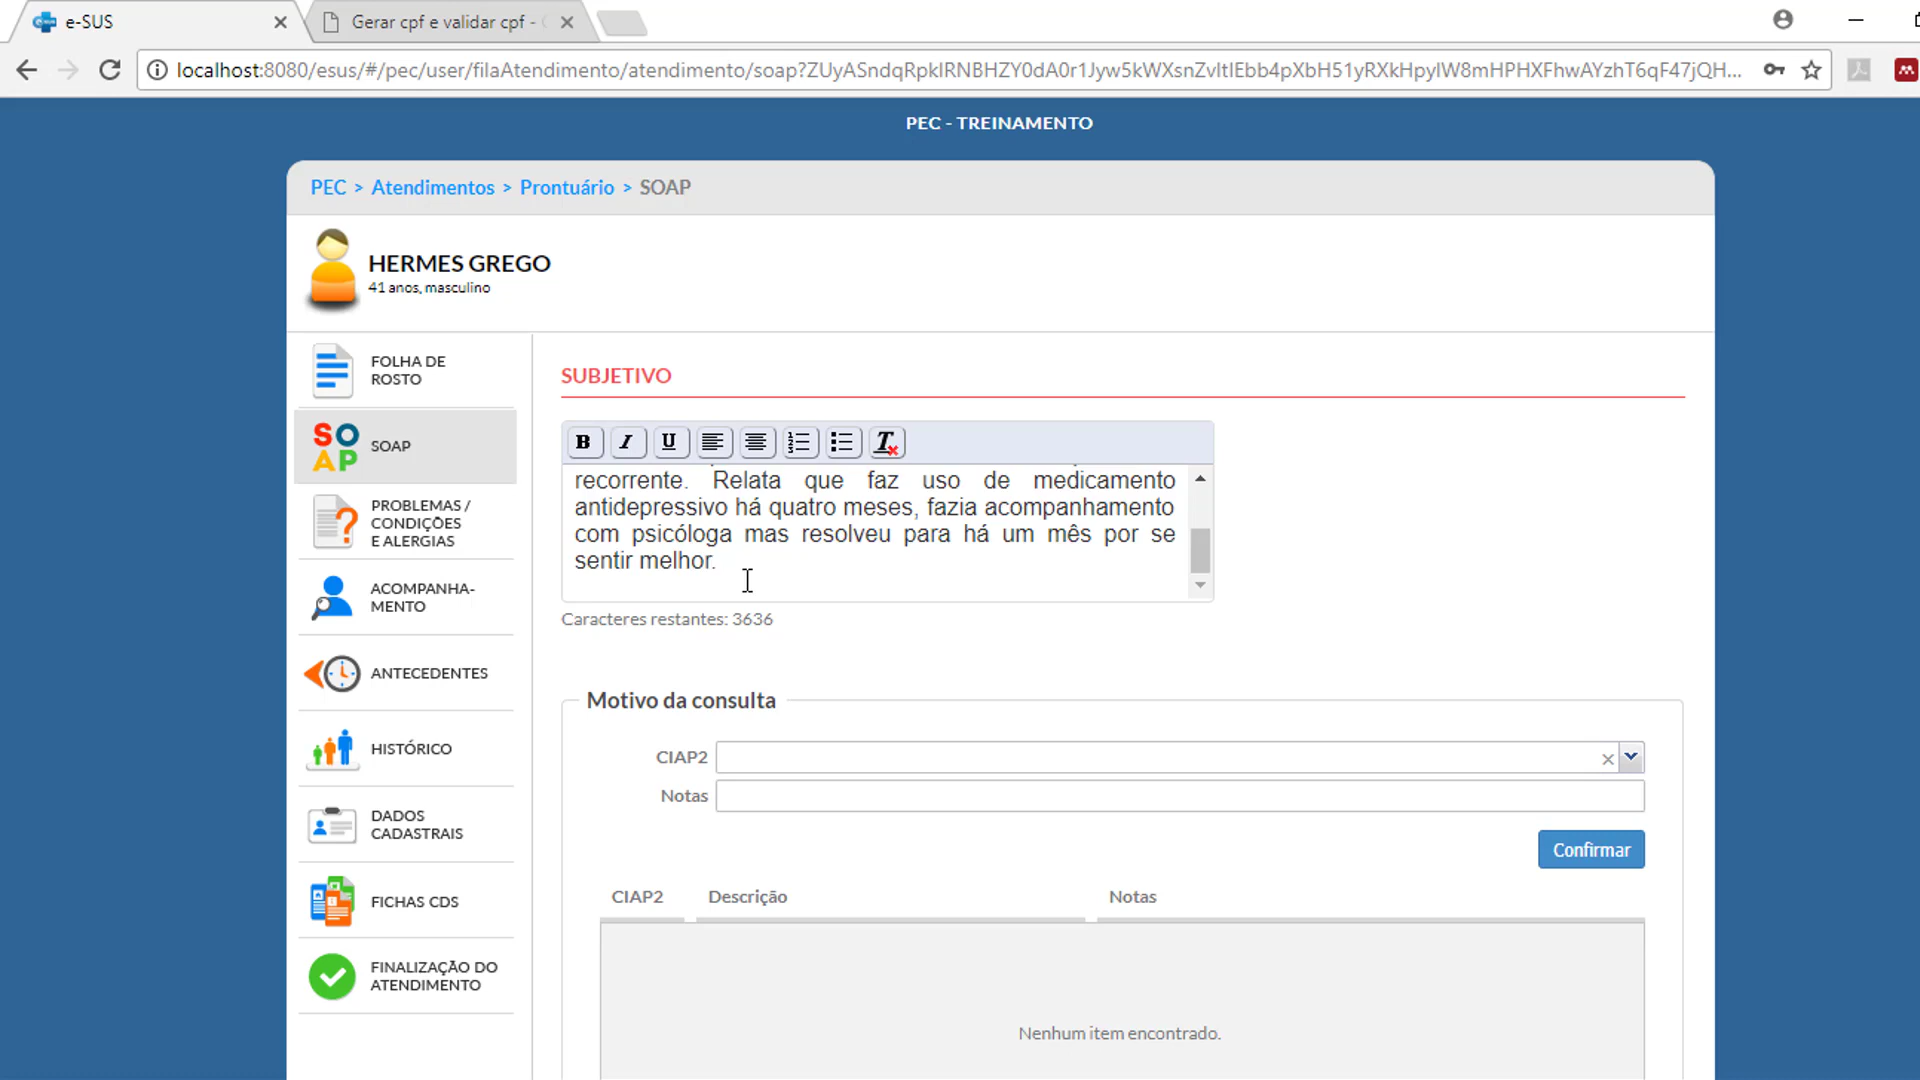 e-SUS
Gerar cpf e validar cpf -
localhost:8080/esus/#/pec/user/filaAtendimento/atendimento/soap?ZUyASndqRpklRNBHZY0dA0r1Jyw5kWXsnZvltIEbb4pXbH51yRXkHpyIW8mHPHXFhwAYzhT6qF47jQH...
PEC - TREINAMENTO
PEC > Atendimentos > Prontuário > SOAP
HERMES GREGO
41 anos, masculino
FOLHA DE
ROSTO
SOAP
SOAP
PROBLEMAS /
CONDIÇÕES
E ALERGIAS
ACOMPANHA-
MENTO
ANTECEDENTES
HISTÓRICO
DADOS
CADASTRAIS
FICHAS CDS
FINALIZAÇÃO DO
ATENDIMENTO
SUBJETIVO
B I U
recorrente. Relata que faz uso de medicamento
antidepressivo há quatro meses, fazia acompanhamento
com psicóloga mas resolveu para há um mês por se
sentir melhor.
Caracteres restantes: 3636
Motivo da consulta
CIAP2
Notas
Confirmar
CIAP2 Descrição Notas
Nenhum item encontrado.